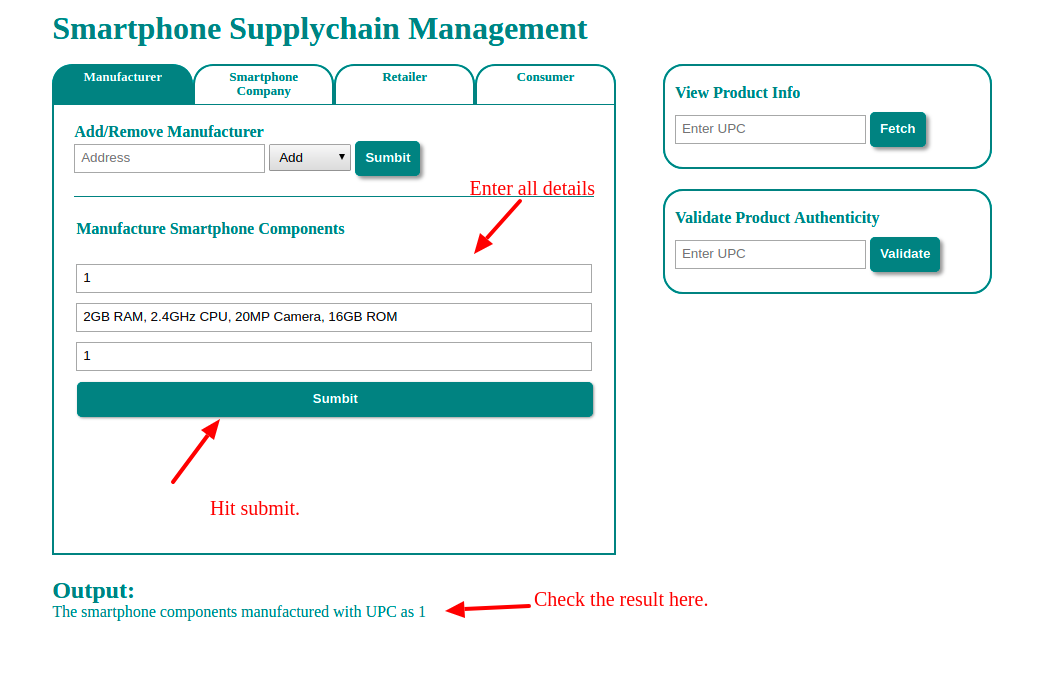 Smartphone Supplychain Management
Manufacturer
Smartphone
Company
Retailer
Consumer
Add/Remove Manufacturer
Address
Add
Sumbit
Enter all details
Manufacture Smartphone Components
1
2GB RAM, 2.4GHz CPU, 20MP Camera, 16GB ROM
1
Sumbit
Hit submit.
View Product Info
Enter UPC
Fetch
Validate Product Authenticity
Enter UPC
Validate
Output:
The smartphone components manufactured with UPC as 1
Check the result here.